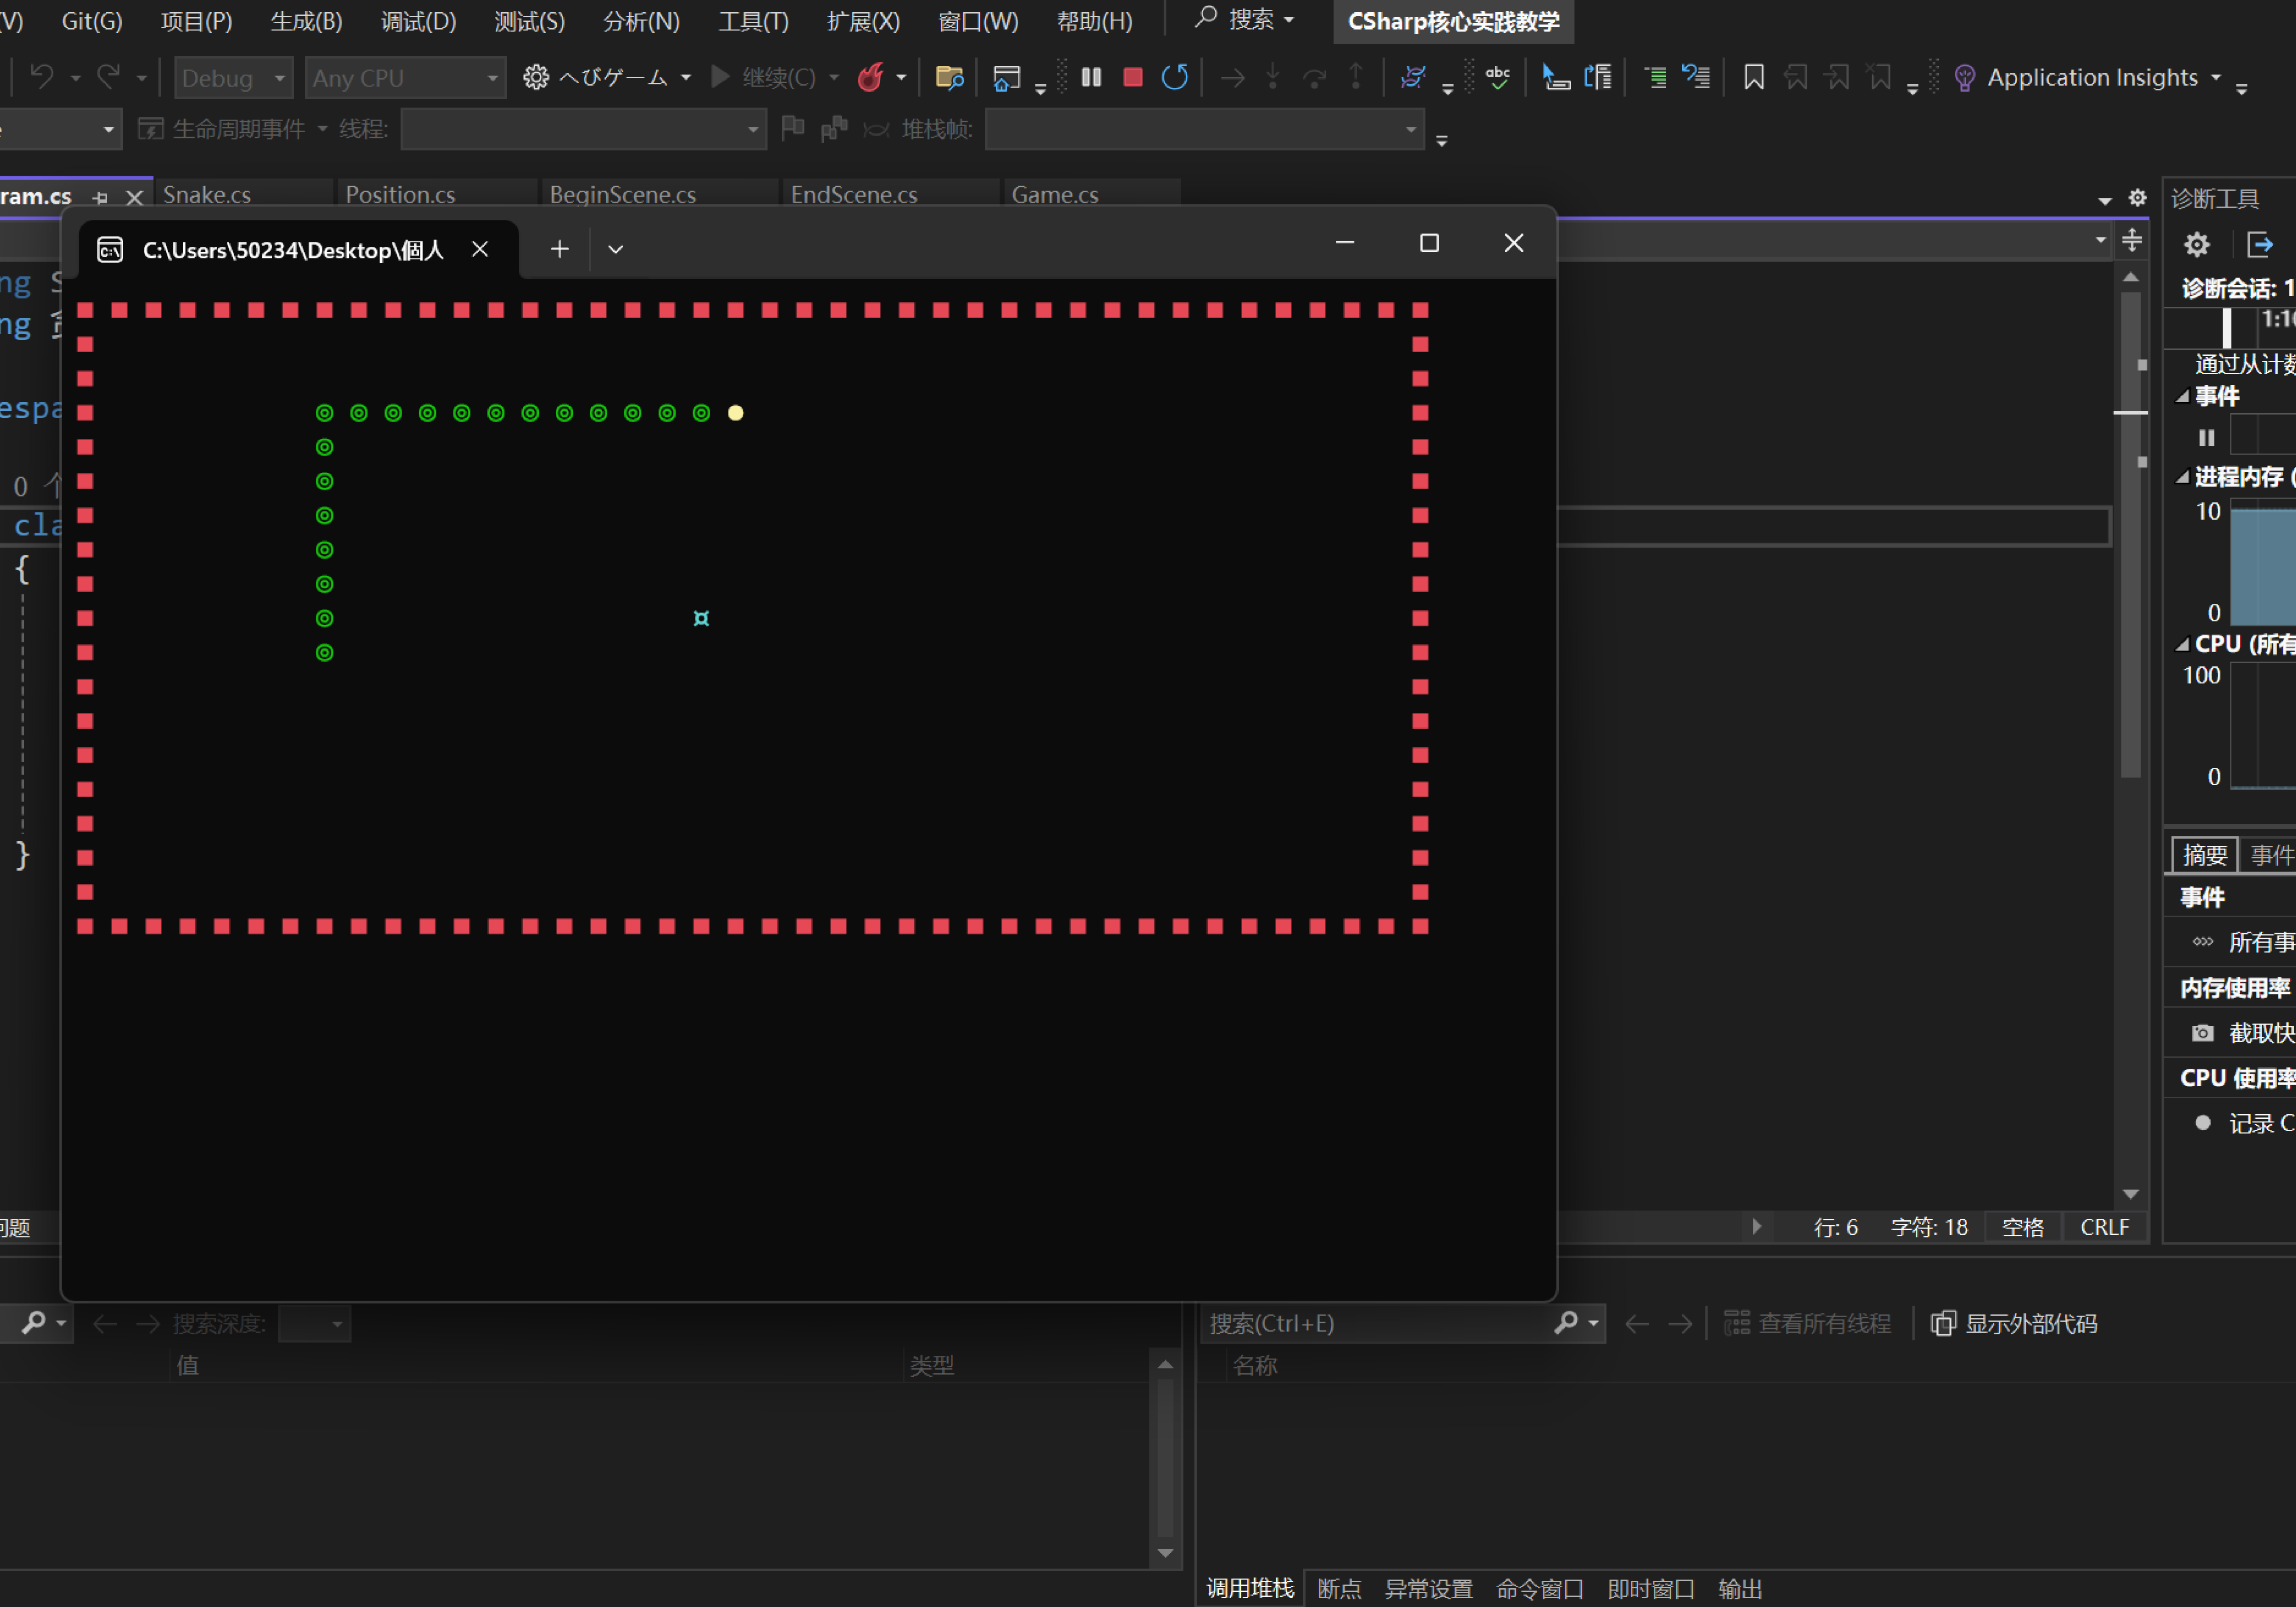 (V) Git(G) 项目(P) 生成(B) 调试(D) 测试(S) 分析(N) 工具(T) 扩展(X) 窗口(W) 帮助(H) 搜索 CSharp核心实践教学
Debug Any CPU へびゲーム 继续(C) abc Application Insights
生命周期事件 线程: 堆栈帧:
ram.cs Snake.cs Position.cs BeginScene.cs EndScene.cs Game.cs 诊断工具
C:\Users\50234\Desktop\個人
ng S
ng
espa
0 个
cla
{
}
诊断会话: 1
1:10
通过从计数
事件
进程内存 (
10
0
CPU (所有
100
0
摘要 事件
事件
所有事
内存使用率
截取快
CPU 使用率
记录 C
问题 行: 6 字符: 18 空格 CRLF
搜索深度: 搜索(Ctrl+E) 查看所有线程 显示外部代码
值 类型 名称
调用堆栈 断点 异常设置 命令窗口 即时窗口 输出